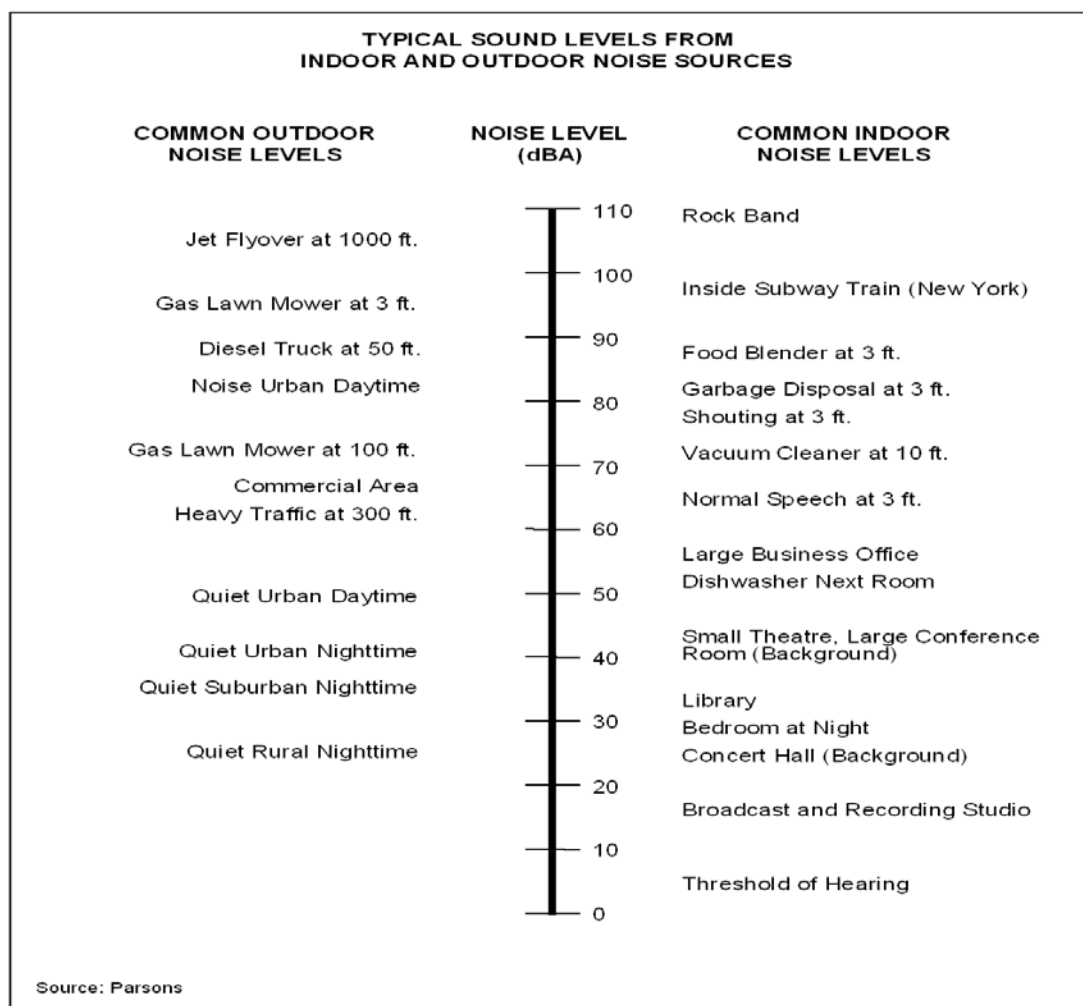 TYPICAL SOUND LEVELS FROM
INDOOR AND OUTDOOR NOISE SOURCES
COMMON OUTDOOR
NOISE LEVELS
NOISE LEVEL
(dBA)
COMMON INDOOR
NOISE LEVELS
110
Rock Band
Jet Flyover at 1000 ft.
100
Inside Subway Train (New York)
Gas Lawn Mower at 3 ft.
90
Diesel Truck at 50 ft.
Food Blender at 3 ft.
Noise Urban Daytime
Garbage Disposal at 3 ft.
80
Shouting at 3 ft.
Gas Lawn Mower at 100 ft.
Vacuum Cleaner at 10 ft.
70
Commercial Area
Normal Speech at 3 ft.
Heavy Traffic at 300 ft.
60
Large Business Office
Dishwasher Next Room
Quiet Urban Daytime
50
Small Theatre, Large Conference
Room (Background)
Quiet Urban Nighttime
40
Quiet Suburban Nighttime
Library
30
Bedroom at Night
Quiet Rural Nighttime
Concert Hall (Background)
20
Broadcast and Recording Studio
10
Threshold of Hearing
0
Source: Parsons